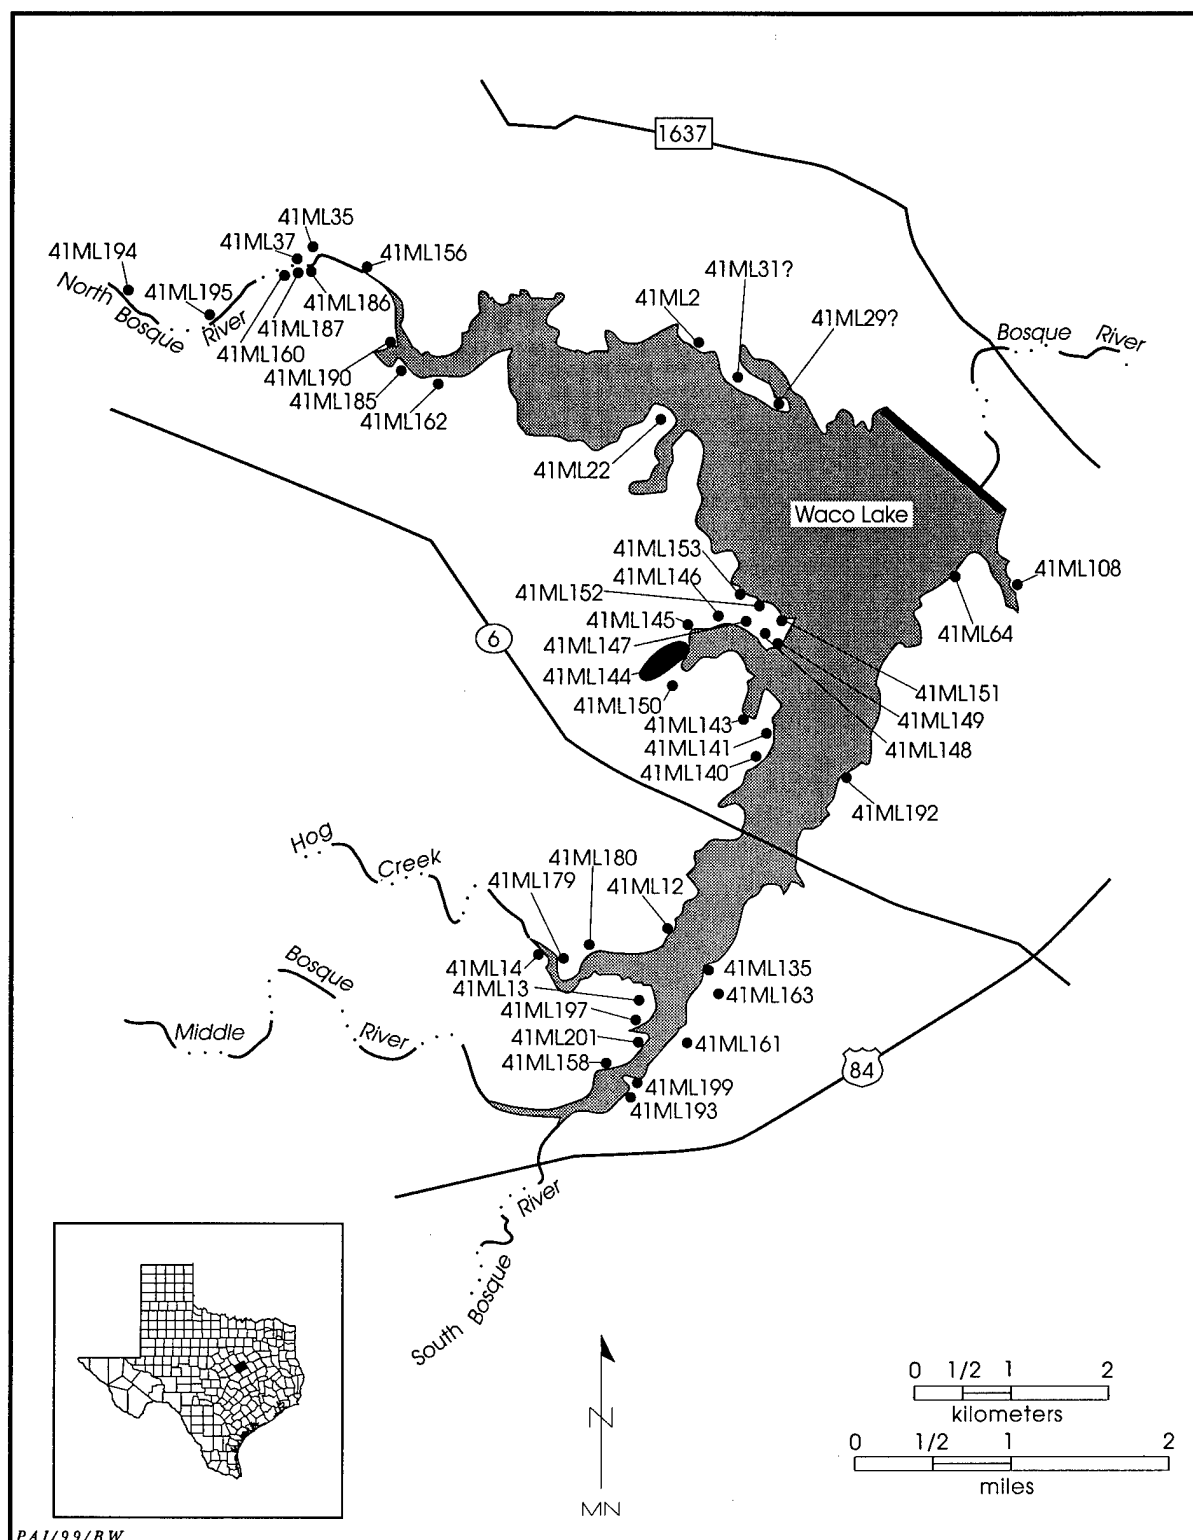 1637
41ML35
41ML37
41ML156
41ML194
41ML31?
41ML195
41ML2
North Bosque River
41ML186
41ML29?
41ML187
Bosque River
41ML160
41ML190
41ML185
41ML162
41ML22
Waco Lake
41ML153
41ML146
41ML108
41ML152
41ML145
41ML64
6
41ML147
41ML144
41ML151
41ML150
41ML149
41ML143
41ML141
41ML148
41ML140
41ML192
Hog Creek
41ML180
41ML179
41ML12
Bosque
41ML14
41ML135
41ML13
41ML163
41ML197
Middle River
41ML201
41ML161
41ML158
84
41ML199
41ML193
River
South Bosque
0 1/2 1 2
kilometers
N
0 1/2 1 2
miles
MN
PAI/99/BW